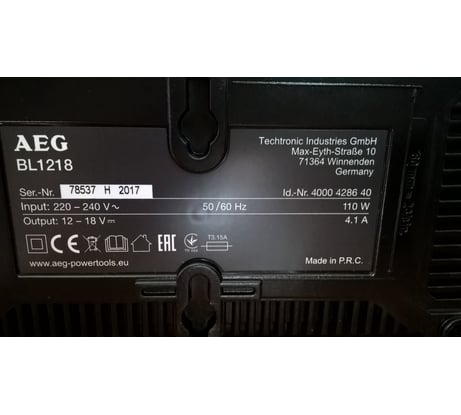 AEG
BL1218
Techtronic Industries GmbH
Max-Eyth-Straße 10
71364 Winnenden
Germany
Ser.-Nr. 78537 H 2017 Id.-Nr. 4000 4286 40
Input: 220 – 240 V ~ 50/60 Hz 110 W
Output: 12 – 18 V ⎓ 4.1 A
CE EAC T3.15A
www.aeg-powertools.eu Made in P.R.C.